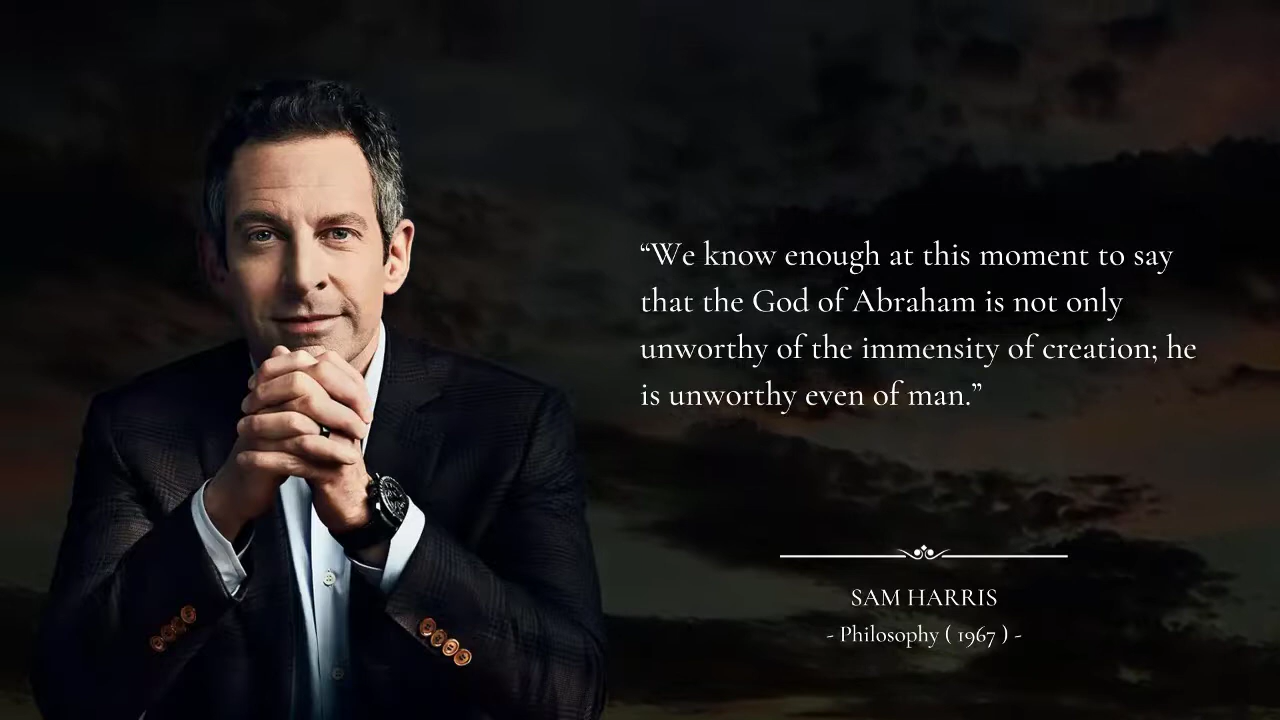 “We know enough at this moment to say
that the God of Abraham is not only
unworthy of the immensity of creation; he
is unworthy even of man.”
SAM HARRIS
- Philosophy ( 1967 ) -